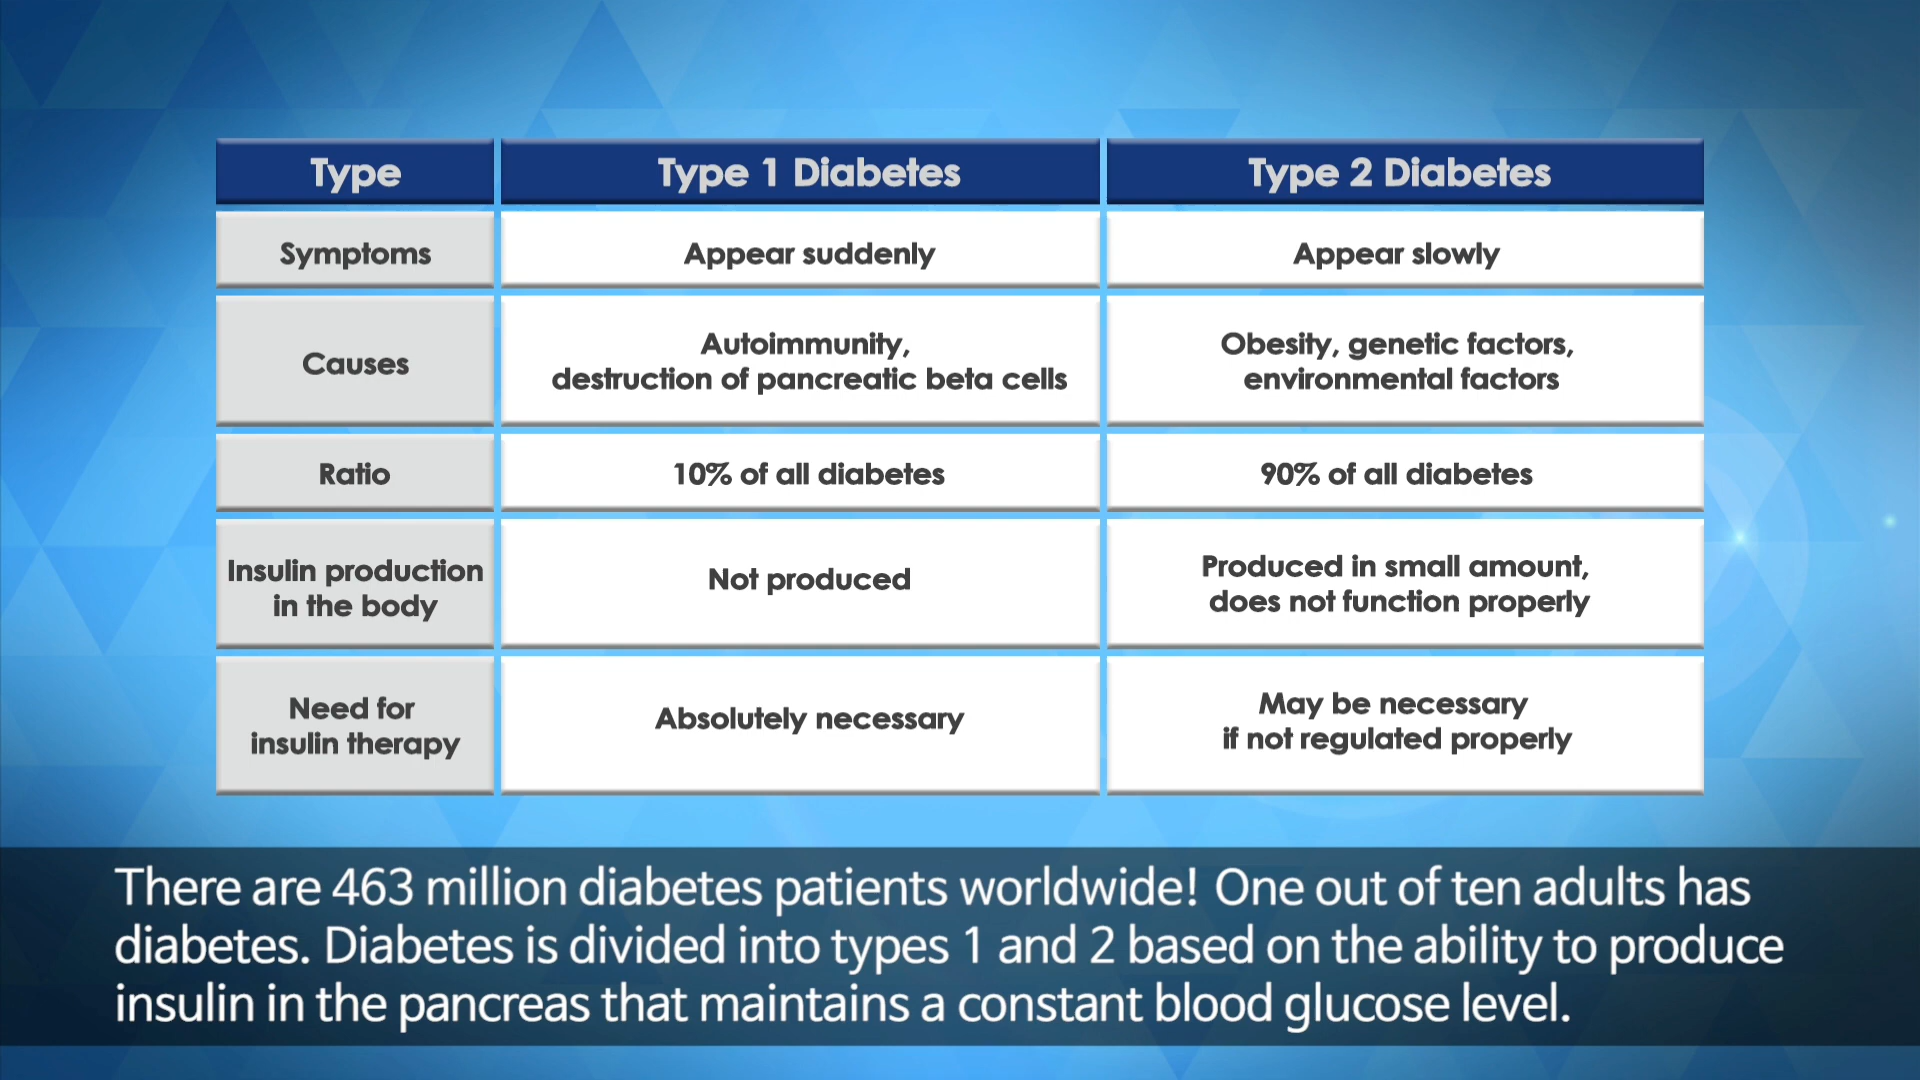 Type
Type 1 Diabetes
Type 2 Diabetes
Symptoms
Appear suddenly
Appear slowly
Causes
Autoimmunity,
destruction of pancreatic beta cells
Obesity, genetic factors,
environmental factors
Ratio
10% of all diabetes
90% of all diabetes
Insulin production
in the body
Not produced
Produced in small amount,
does not function properly
Need for
insulin therapy
Absolutely necessary
May be necessary
if not regulated properly
There are 463 million diabetes patients worldwide! One out of ten adults has
diabetes. Diabetes is divided into types 1 and 2 based on the ability to produce
insulin in the pancreas that maintains a constant blood glucose level.